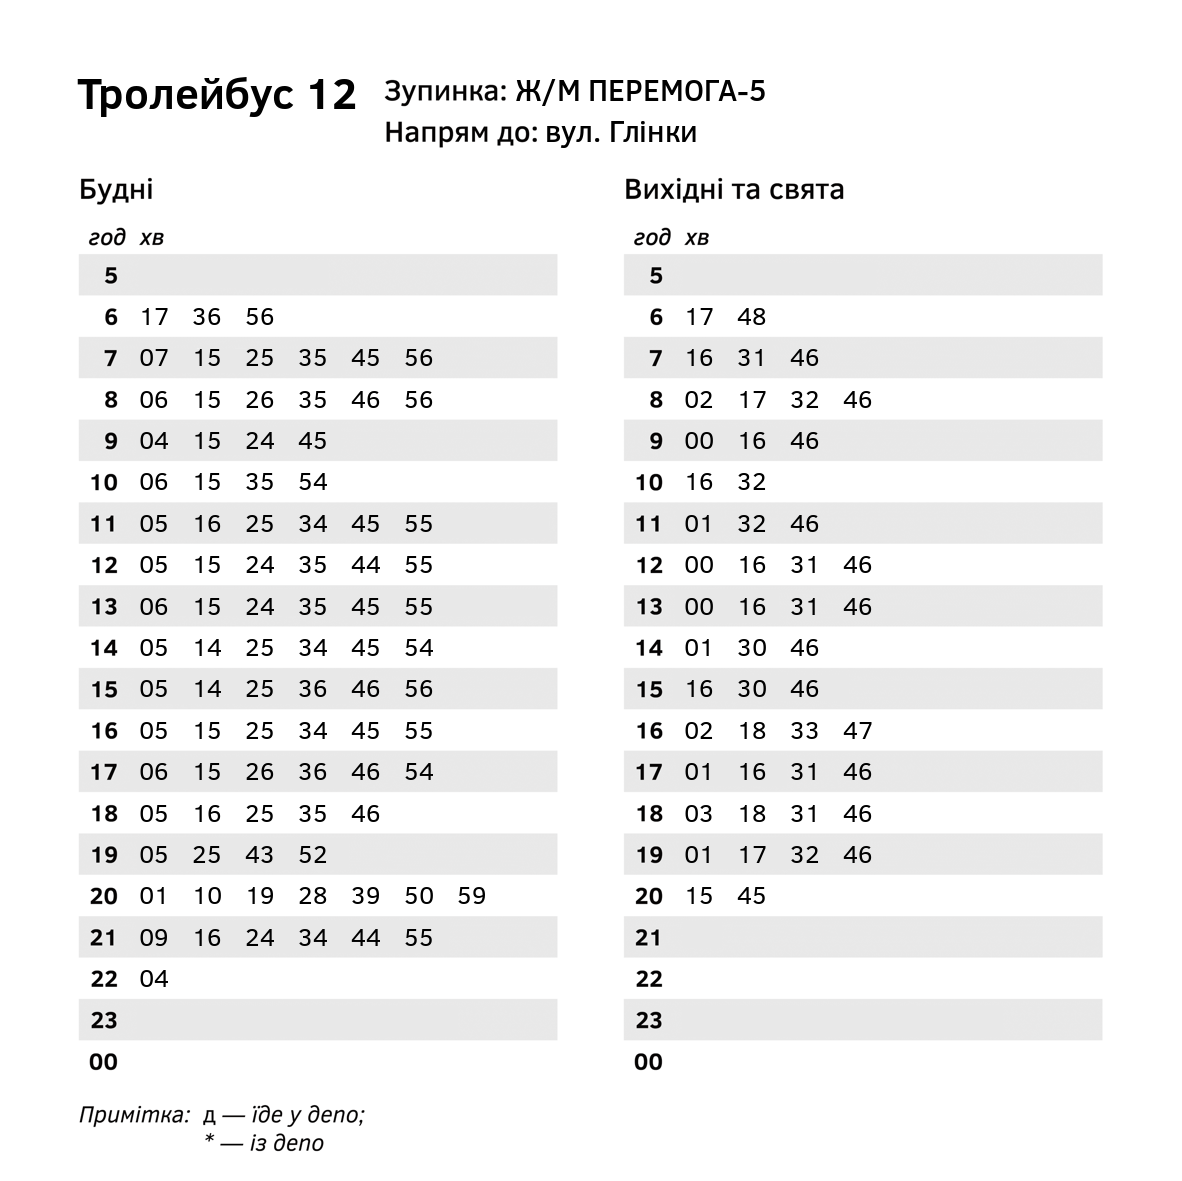 Тролейбус 12
Зупинка: Ж/М ПЕРЕМОГА-5
Напрям до: вул. Глінки
Будні
год хв
5
6 17 36 56
7 07 15 25 35 45 56
8 06 15 26 35 46 56
9 04 15 24 45
10 06 15 35 54
11 05 16 25 34 45 55
12 05 15 24 35 44 55
13 06 15 24 35 45 55
14 05 14 25 34 45 54
15 05 14 25 36 46 56
16 05 15 25 34 45 55
17 06 15 26 36 46 54
18 05 16 25 35 46
19 05 25 43 52
20 01 10 19 28 39 50 59
21 09 16 24 34 44 55
22 04
23
00
Вихідні та свята
год хв
5
6 17 48
7 16 31 46
8 02 17 32 46
9 00 16 46
10 16 32
11 01 32 46
12 00 16 31 46
13 00 16 31 46
14 01 30 46
15 16 30 46
16 02 18 33 47
17 01 16 31 46
18 03 18 31 46
19 01 17 32 46
20 15 45
21
22
23
00
Примітка: д — їде у депо;
* — із депо